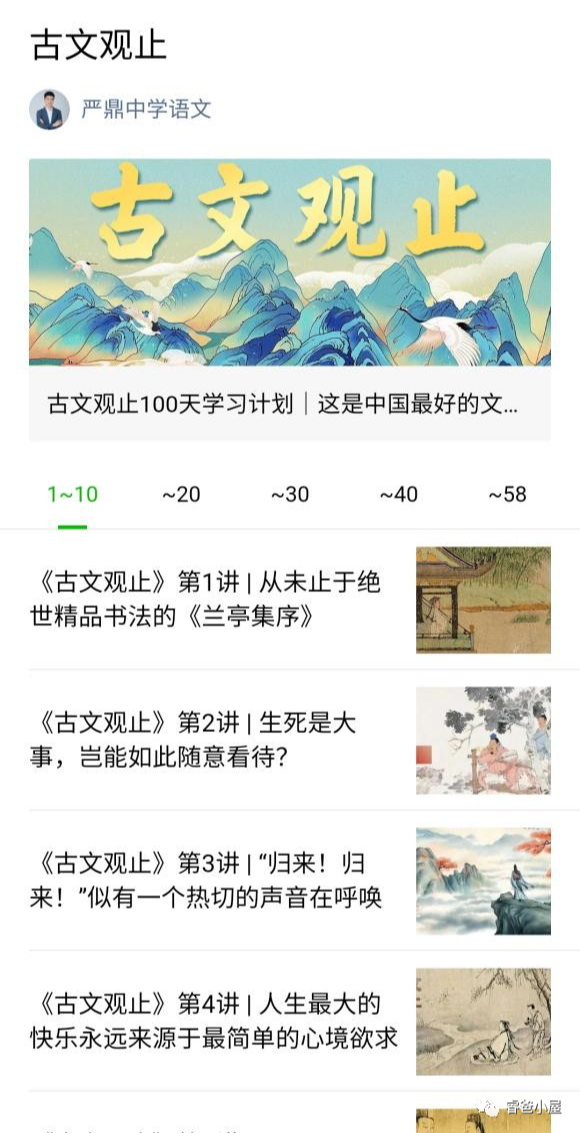 古文观止
严鼎中学语文
古文观止
古文观止100天学习计划｜这是中国最好的文...
1~10
~20
~30
~40
~58
《古文观止》第1讲 | 从未止于绝
世精品书法的《兰亭集序》
《古文观止》第2讲 | 生死是大
事，岂能如此随意看待？
《古文观止》第3讲 | “归来！归
来！”似有一个热切的声音在呼唤
《古文观止》第4讲 | 人生最大的
快乐永远来源于最简单的心境欲求
睿爸小屋